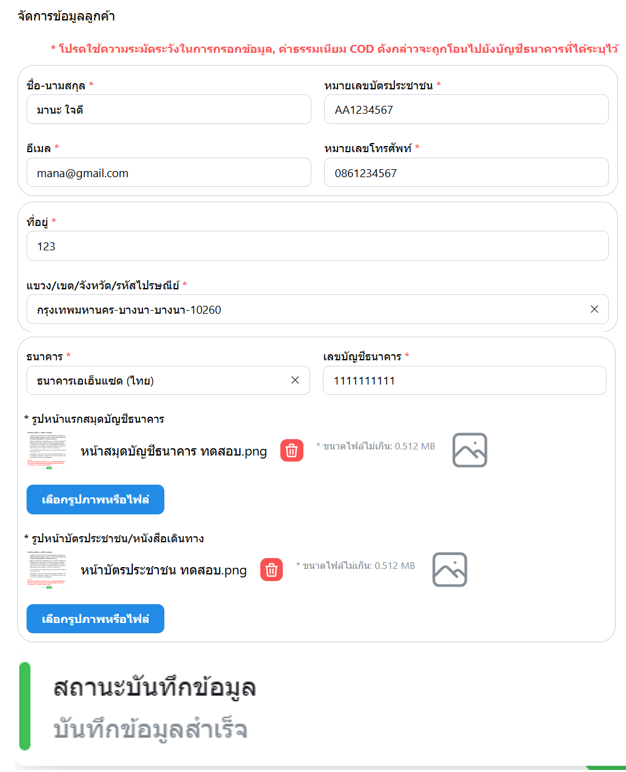 จัดการข้อมูลลูกค้า
* โปรดใช้ความระมัดระวังในการกรอกข้อมูล, ค่าธรรมเนียม COD ดังกล่าวจะถูกโอนไปยังบัญชีธนาคารที่ได้ระบุไว้
ชื่อ-นามสกุล * หมายเลขบัตรประชาชน *
มานะ ใจดี AA1234567
อีเมล * หมายเลขโทรศัพท์ *
mana@gmail.com 0861234567
ที่อยู่ *
123
แขวง/เขต/จังหวัด/รหัสไปรษณีย์ *
กรุงเทพมหานคร-บางนา-บางนา-10260
ธนาคาร * เลขบัญชีธนาคาร *
ธนาคารเอเอ็นแซด (ไทย) 1111111111
* รูปหน้าแรกสมุดบัญชีธนาคาร
หน้าสมุดบัญชีธนาคาร ทดสอบ.png * ขนาดไฟล์ไม่เกิน: 0.512 MB
เลือกรูปภาพหรือไฟล์
* รูปหน้าบัตรประชาชน/หนังสือเดินทาง
หน้าบัตรประชาชน ทดสอบ.png * ขนาดไฟล์ไม่เกิน: 0.512 MB
เลือกรูปภาพหรือไฟล์
สถานะบันทึกข้อมูล
บันทึกข้อมูลสำเร็จ